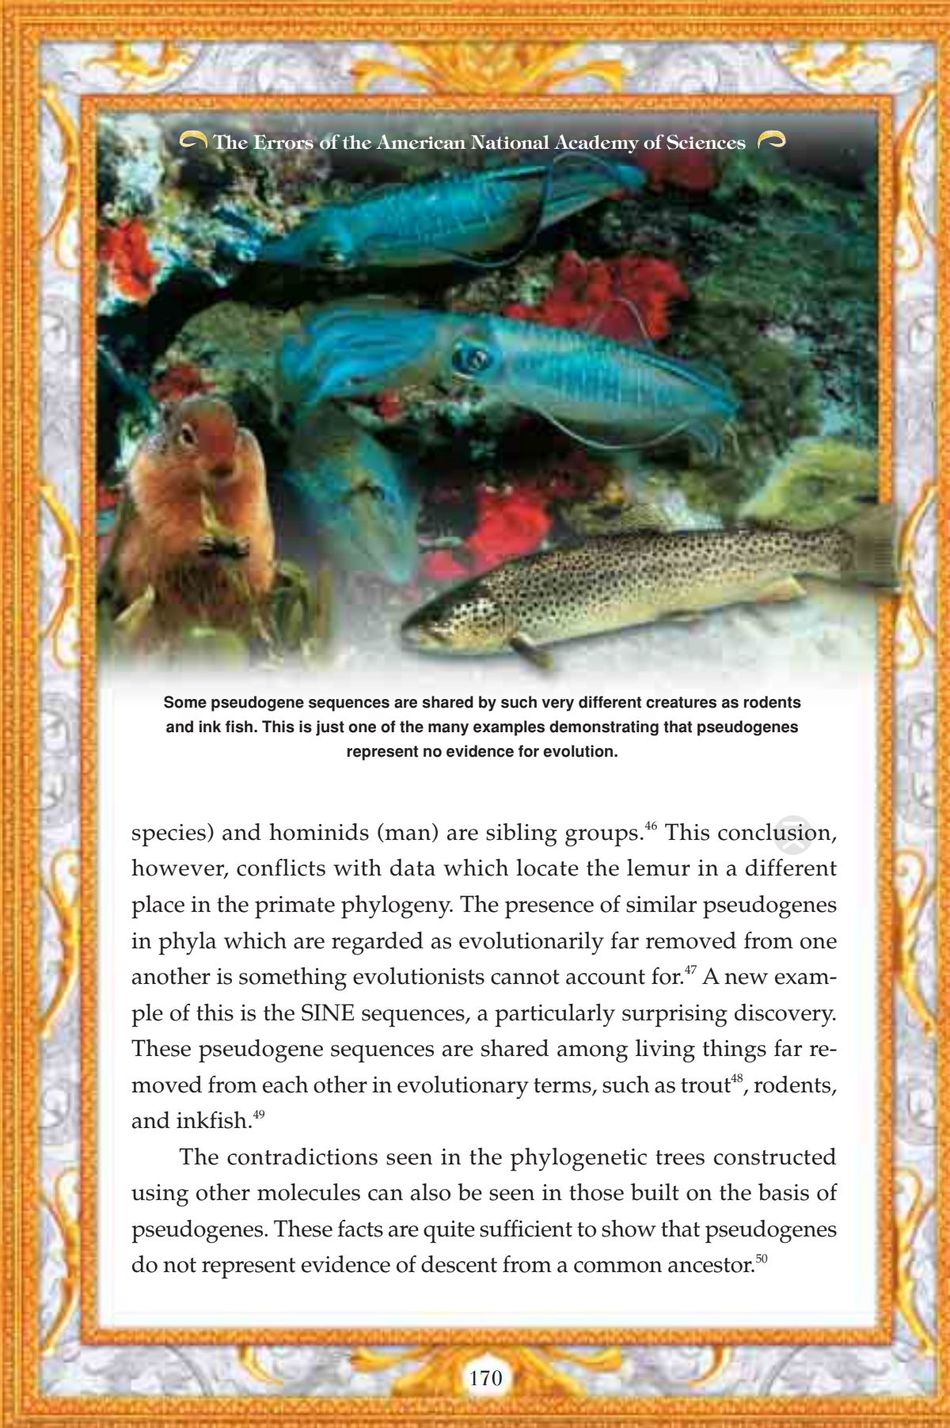 The Errors of the American National Academy of Sciences
Some pseudogene sequences are shared by such very different creatures as rodents
and ink fish. This is just one of the many examples demonstrating that pseudogenes
represent no evidence for evolution.
species) and hominids (man) are sibling groups.46 This conclusion,
however, conflicts with data which locate the lemur in a different
place in the primate phylogeny. The presence of similar pseudogenes
in phyla which are regarded as evolutionarily far removed from one
another is something evolutionists cannot account for.47 A new exam-
ple of this is the SINE sequences, a particularly surprising discovery.
These pseudogene sequences are shared among living things far re-
moved from each other in evolutionary terms, such as trout48, rodents,
and inkfish.49
The contradictions seen in the phylogenetic trees constructed
using other molecules can also be seen in those built on the basis of
pseudogenes. These facts are quite sufficient to show that pseudogenes
do not represent evidence of descent from a common ancestor.50
170